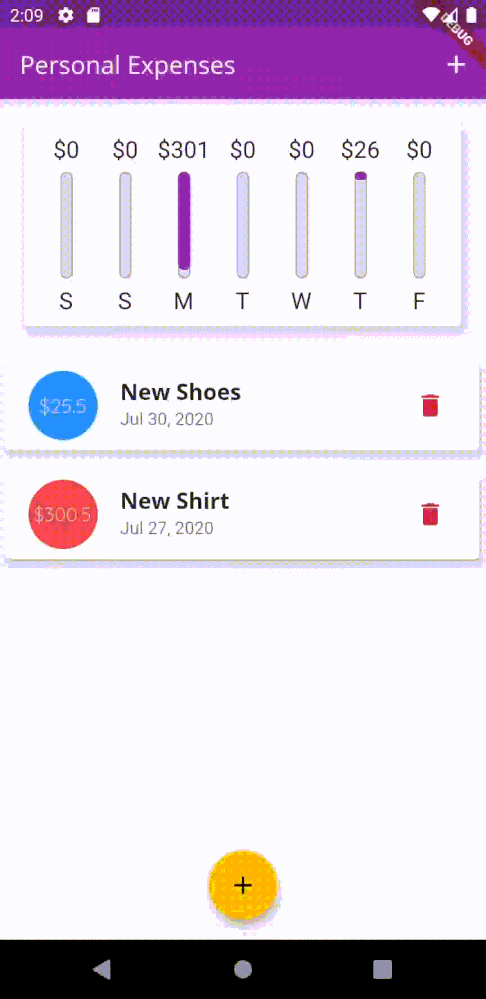 2:09
DEBUG
Personal Expenses +
$0 $0 $301 $0 $0 $26 $0
S S M T W T F
$25.5 New Shoes
Jul 30, 2020
$300.5 New Shirt
Jul 27, 2020
+